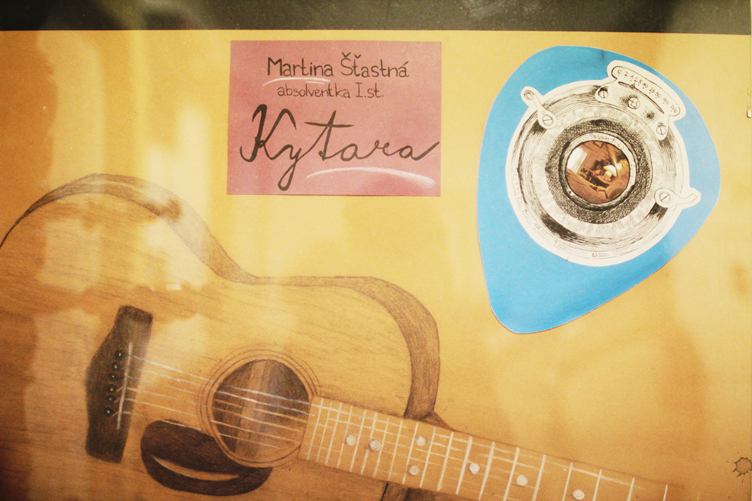 Martina Šťastná
absolventka I.st.
Kytara